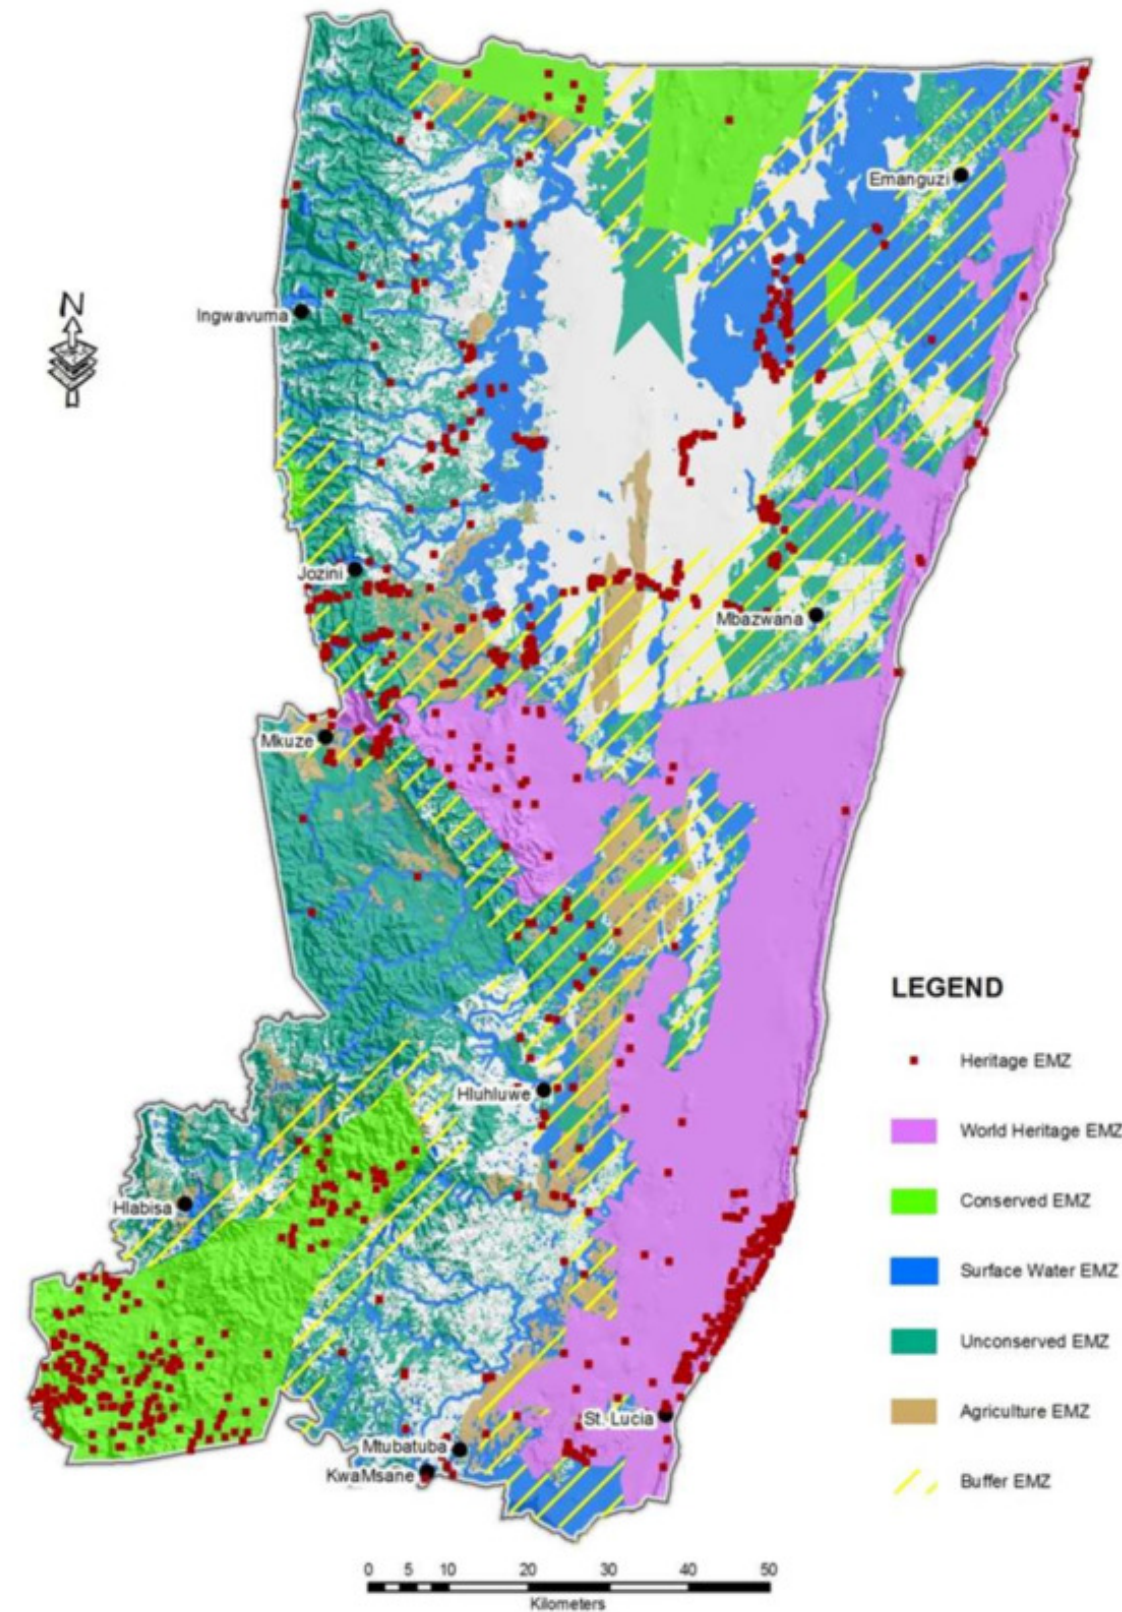 Emanguzi
N
Ingwavuma
Jozini
Mbazwana
Mkuze
LEGEND
Heritage EMZ
Hluhluwe
World Heritage EMZ
Hlabisa
Conserved EMZ
Surface Water EMZ
Unconserved EMZ
St. Lucia
Agriculture EMZ
Mtubatuba
KwaMsane
Buffer EMZ
0 5 10 20 30 40 50
Kilometers